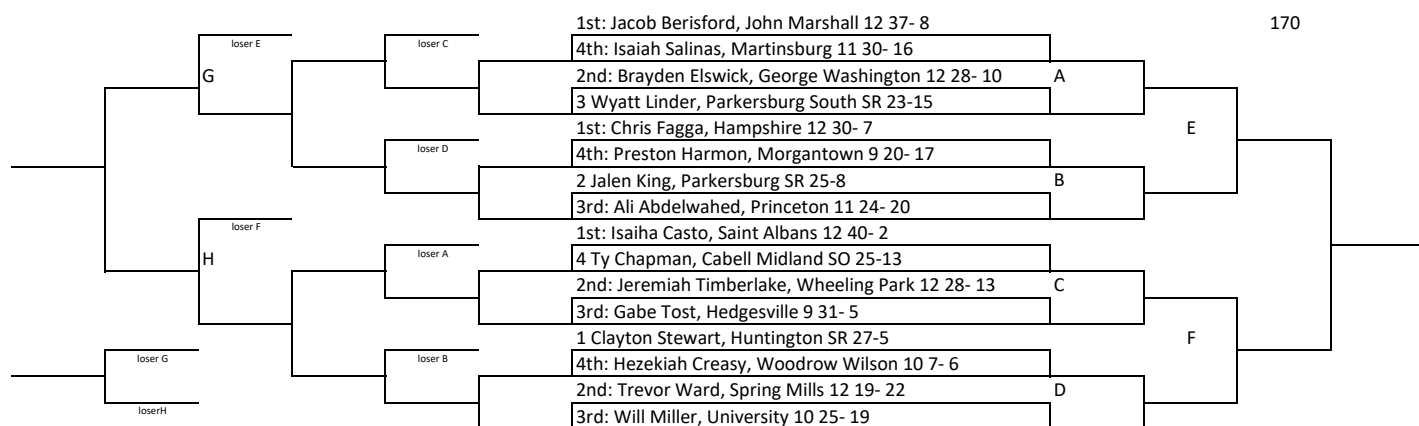 1st: Jacob Berisford, John Marshall 12 37- 8
170
loser E
loser C
4th: Isaiah Salinas, Martinsburg 11 30- 16
G
2nd: Brayden Elswick, George Washington 12 28- 10
A
3 Wyatt Linder, Parkersburg South SR 23-15
1st: Chris Fagga, Hampshire 12 30- 7
E
loser D
4th: Preston Harmon, Morgantown 9 20- 17
2 Jalen King, Parkersburg SR 25-8
B
3rd: Ali Abdelwahed, Princeton 11 24- 20
loser F
1st: Isaiha Casto, Saint Albans 12 40- 2
H
loser A
4 Ty Chapman, Cabell Midland SO 25-13
2nd: Jeremiah Timberlake, Wheeling Park 12 28- 13
C
3rd: Gabe Tost, Hedgesville 9 31- 5
1 Clayton Stewart, Huntington SR 27-5
F
loser G
loser B
4th: Hezekiah Creasy, Woodrow Wilson 10 7- 6
2nd: Trevor Ward, Spring Mills 12 19- 22
D
loserH
3rd: Will Miller, University 10 25- 19